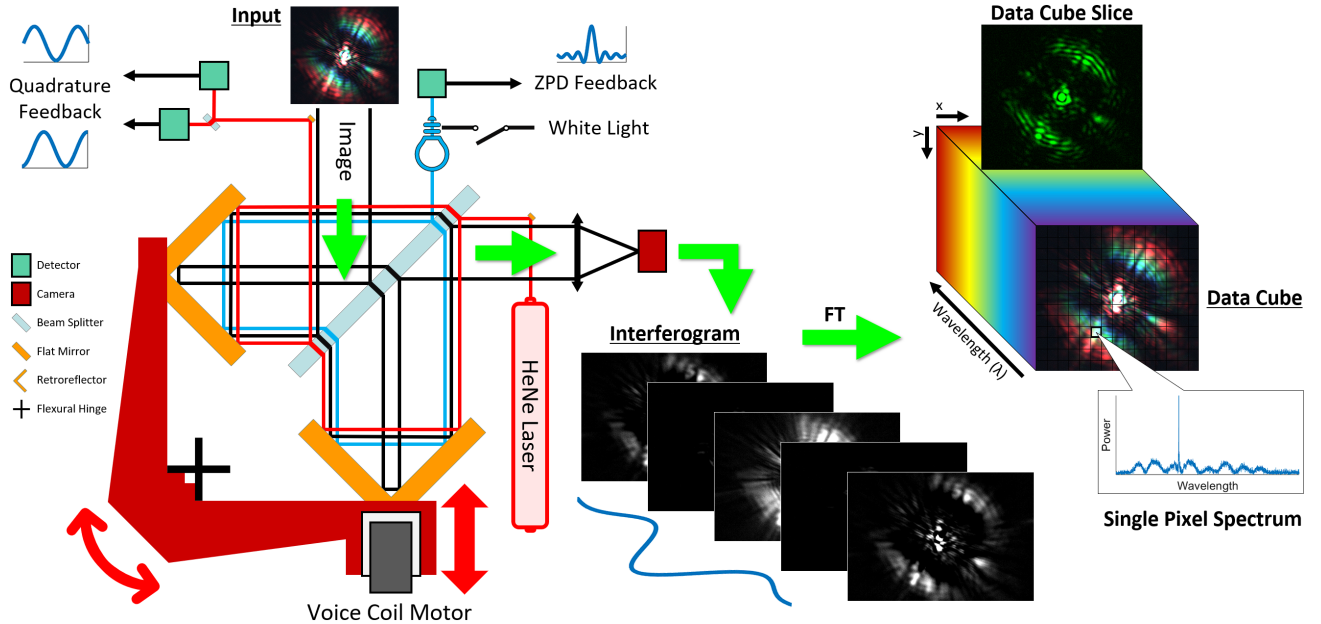 Input
Data Cube Slice
Quadrature
Feedback
ZPD Feedback
White Light
Image
x
y
Detector
Camera
Beam Splitter
Flat Mirror
Retroreflector
Flexural Hinge
HeNe Laser
Voice Coil Motor
Interferogram
FT
Wavelength (λ)
Data Cube
Power
Wavelength
Single Pixel Spectrum